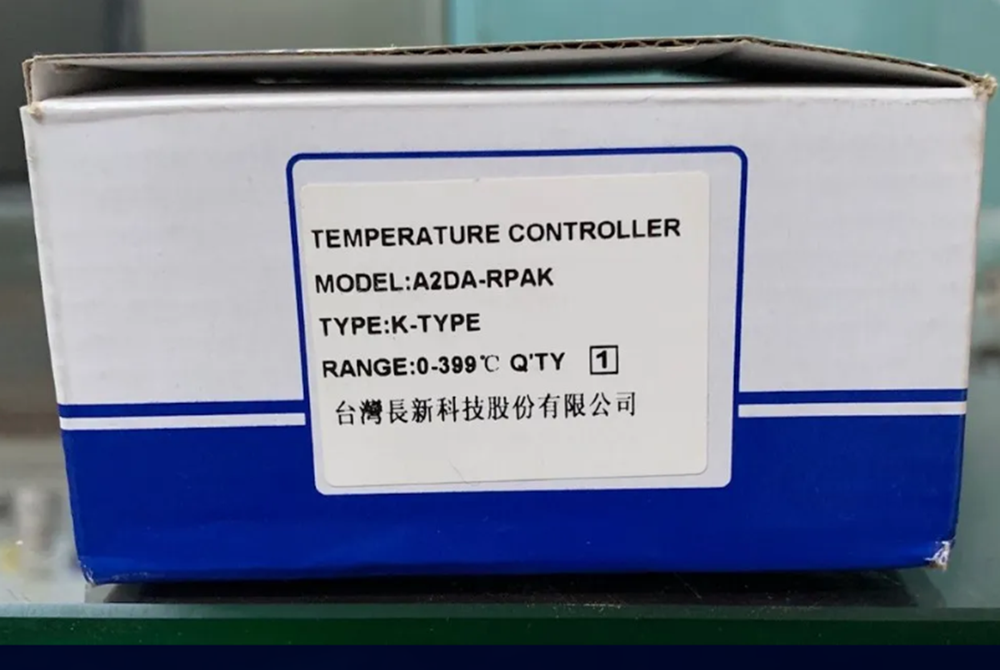 TEMPERATURE CONTROLLER
MODEL:A2DA-RPAK
TYPE:K-TYPE
RANGE:0-399℃ Q'TY 1
台灣長新科技股份有限公司